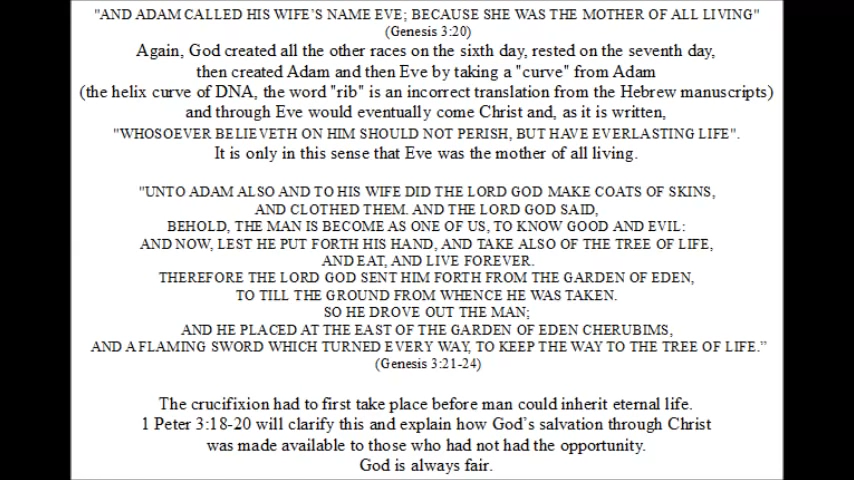 "AND ADAM CALLED HIS WIFE'S NAME EVE; BECAUSE SHE WAS THE MOTHER OF ALL LIVING"
(Genesis 3:20)
Again, God created all the other races on the sixth day, rested on the seventh day,
then created Adam and then Eve by taking a "curve" from Adam
(the helix curve of DNA, the word "rib" is an incorrect translation from the Hebrew manuscripts)
and through Eve would eventually come Christ and, as it is written,
"WHOSOEVER BELIEVETH ON HIM SHOULD NOT PERISH, BUT HAVE EVERLASTING LIFE".
It is only in this sense that Eve was the mother of all living.
"UNTO ADAM ALSO AND TO HIS WIFE DID THE LORD GOD MAKE COATS OF SKINS,
AND CLOTHED THEM. AND THE LORD GOD SAID,
BEHOLD, THE MAN IS BECOME AS ONE OF US, TO KNOW GOOD AND EVIL:
AND NOW, LEST HE PUT FORTH HIS HAND, AND TAKE ALSO OF THE TREE OF LIFE,
AND EAT, AND LIVE FOREVER.
THEREFORE THE LORD GOD SENT HIM FORTH FROM THE GARDEN OF EDEN,
TO TILL THE GROUND FROM WHENCE HE WAS TAKEN.
SO HE DROVE OUT THE MAN;
AND HE PLACED AT THE EAST OF THE GARDEN OF EDEN CHERUBIMS,
AND A FLAMING SWORD WHICH TURNED EVERY WAY, TO KEEP THE WAY TO THE TREE OF LIFE."
(Genesis 3:21-24)
The crucifixion had to first take place before man could inherit eternal life.
1 Peter 3:18-20 will clarify this and explain how God's salvation through Christ
was made available to those who had not had the opportunity.
God is always fair.